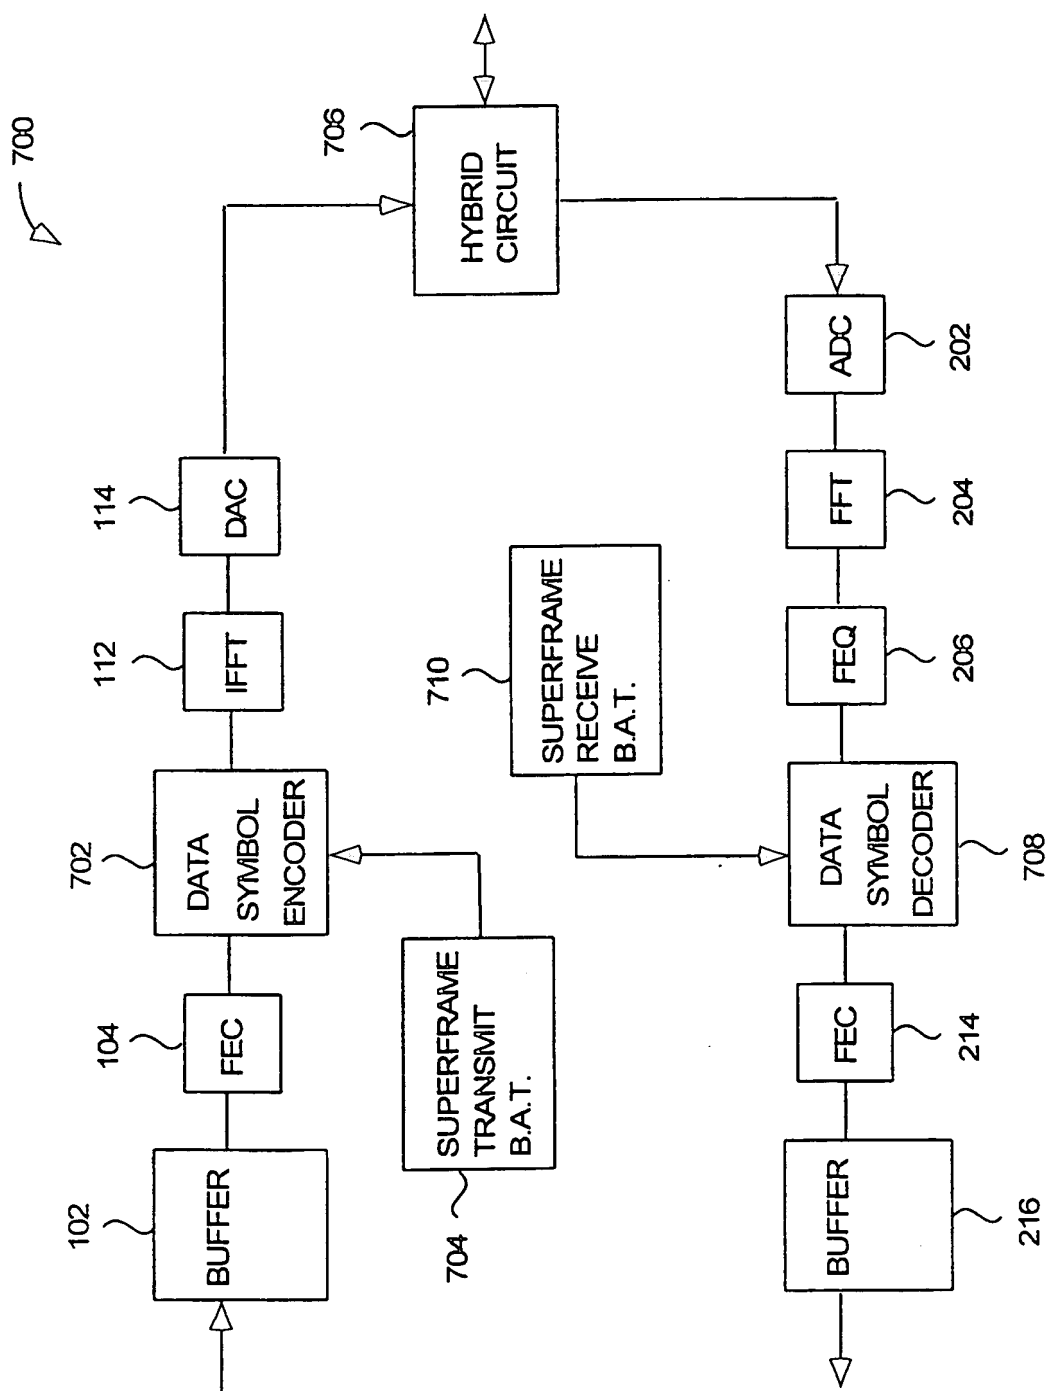 700
102
BUFFER
104
FEC
702
DATA
SYMBOL
ENCODER
112
IFFT
114
DAC
706
HYBRID
CIRCUIT
704
SUPERFRAME
TRANSMIT
B.A.T.
710
SUPERFRAME
RECEIVE
B.A.T.
BUFFER
216
FEC
214
DATA
SYMBOL
DECODER
708
FEQ
206
FFT
204
ADC
202